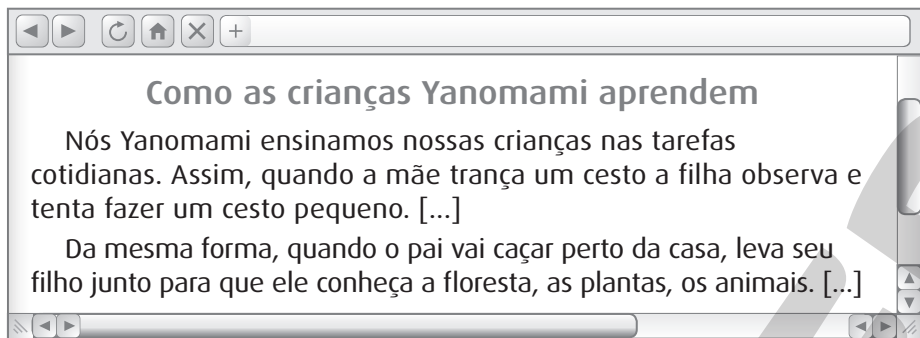 Como as crianças Yanomami aprendem
Nós Yanomami ensinamos nossas crianças nas tarefas
cotidianas. Assim, quando a mãe trança um cesto a filha observa e
tenta fazer um cesto pequeno. [...]
Da mesma forma, quando o pai vai caçar perto da casa, leva seu
filho junto para que ele conheça a floresta, as plantas, os animais. [...]